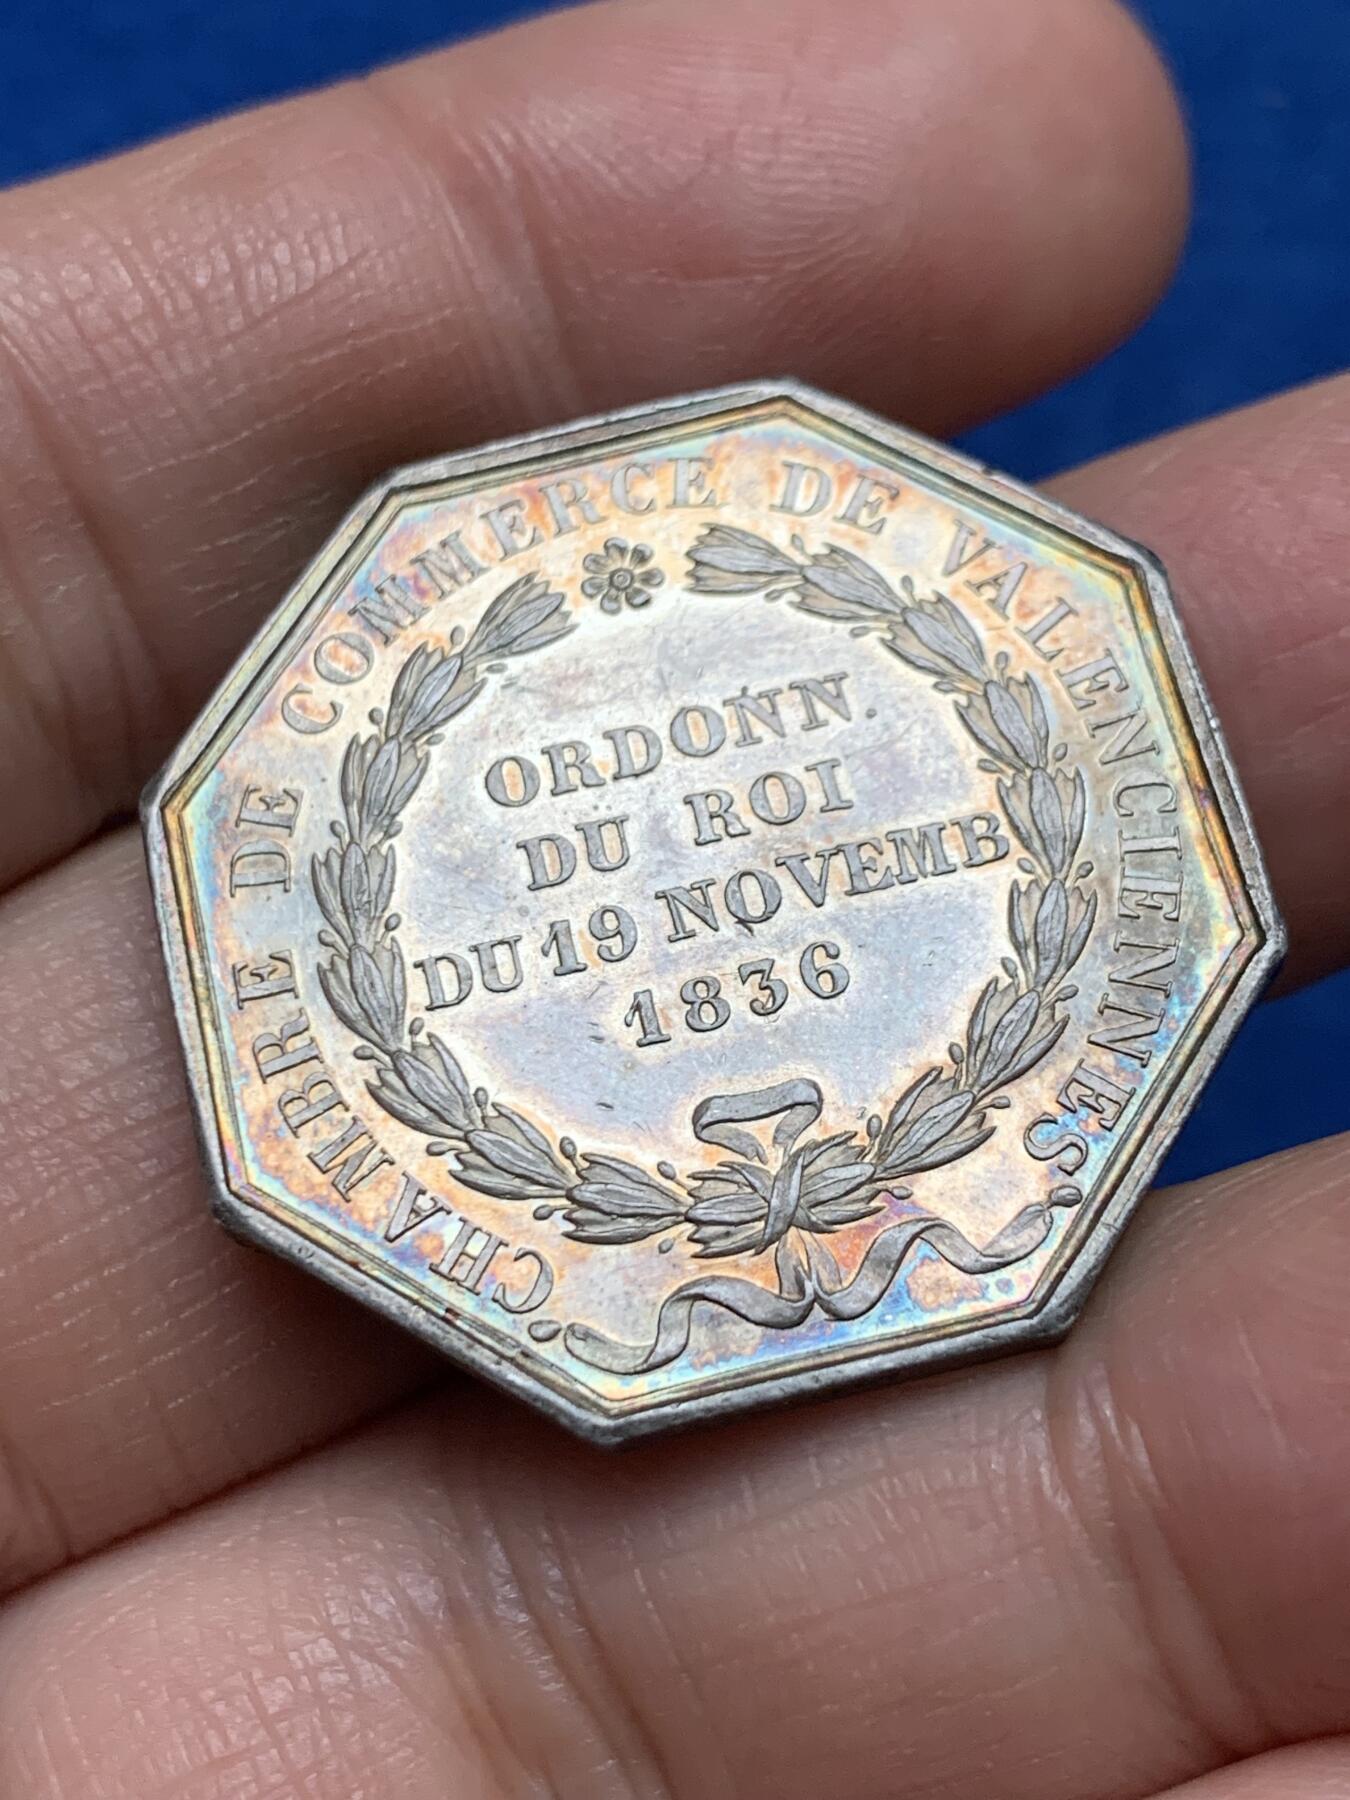 CHAMBRE DE COMMERCE DE VALENCIENNES
ORDONN
DU ROI
DU 19 NOVEMB
1836